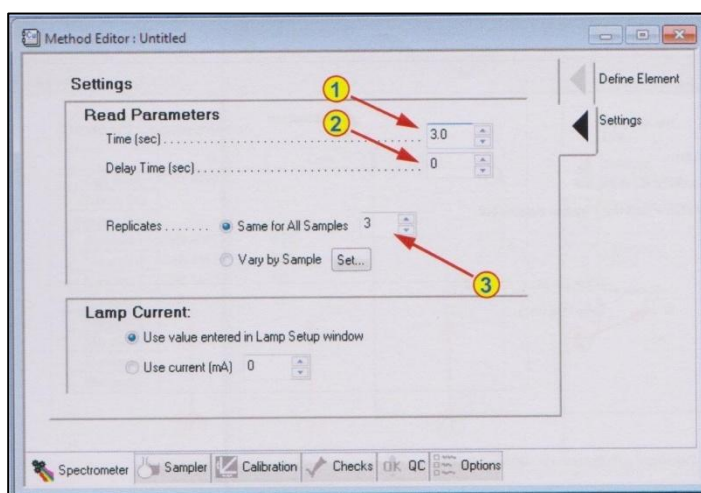 Method Editor : Untitled
Settings
Read Parameters
1
Time (sec) 3.0
2
Delay Time (sec) 0
Replicates Same for All Samples 3
Vary by Sample Set...
3
Lamp Current:
Use value entered in Lamp Setup window
Use current (mA) 0
Define Element
Settings
Spectrometer Sampler Calibration Checks OK QC Options